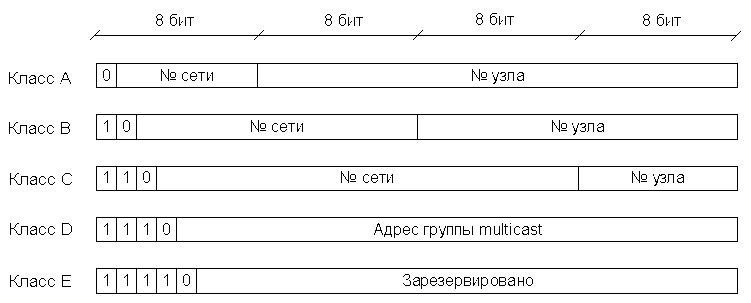 8 бит 8 бит 8 бит 8 бит
Класс A 0 № сети № узла
Класс B 1 0 № сети № узла
Класс C 1 1 0 № сети № узла
Класс D 1 1 1 0 Адрес группы multicast
Класс E 1 1 1 1 0 Зарезервировано